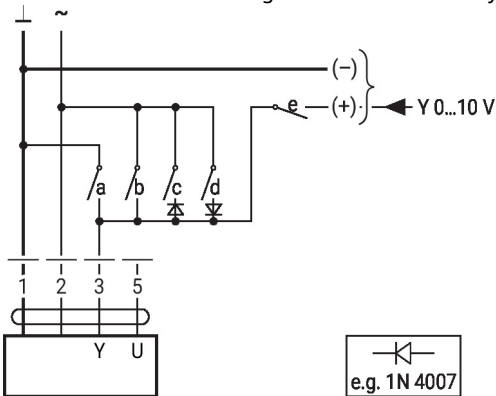 ⊥ ~
(–)
e (+) Y 0...10 V
a b c d
1 2 3 5
Y U
e.g. 1N 4007